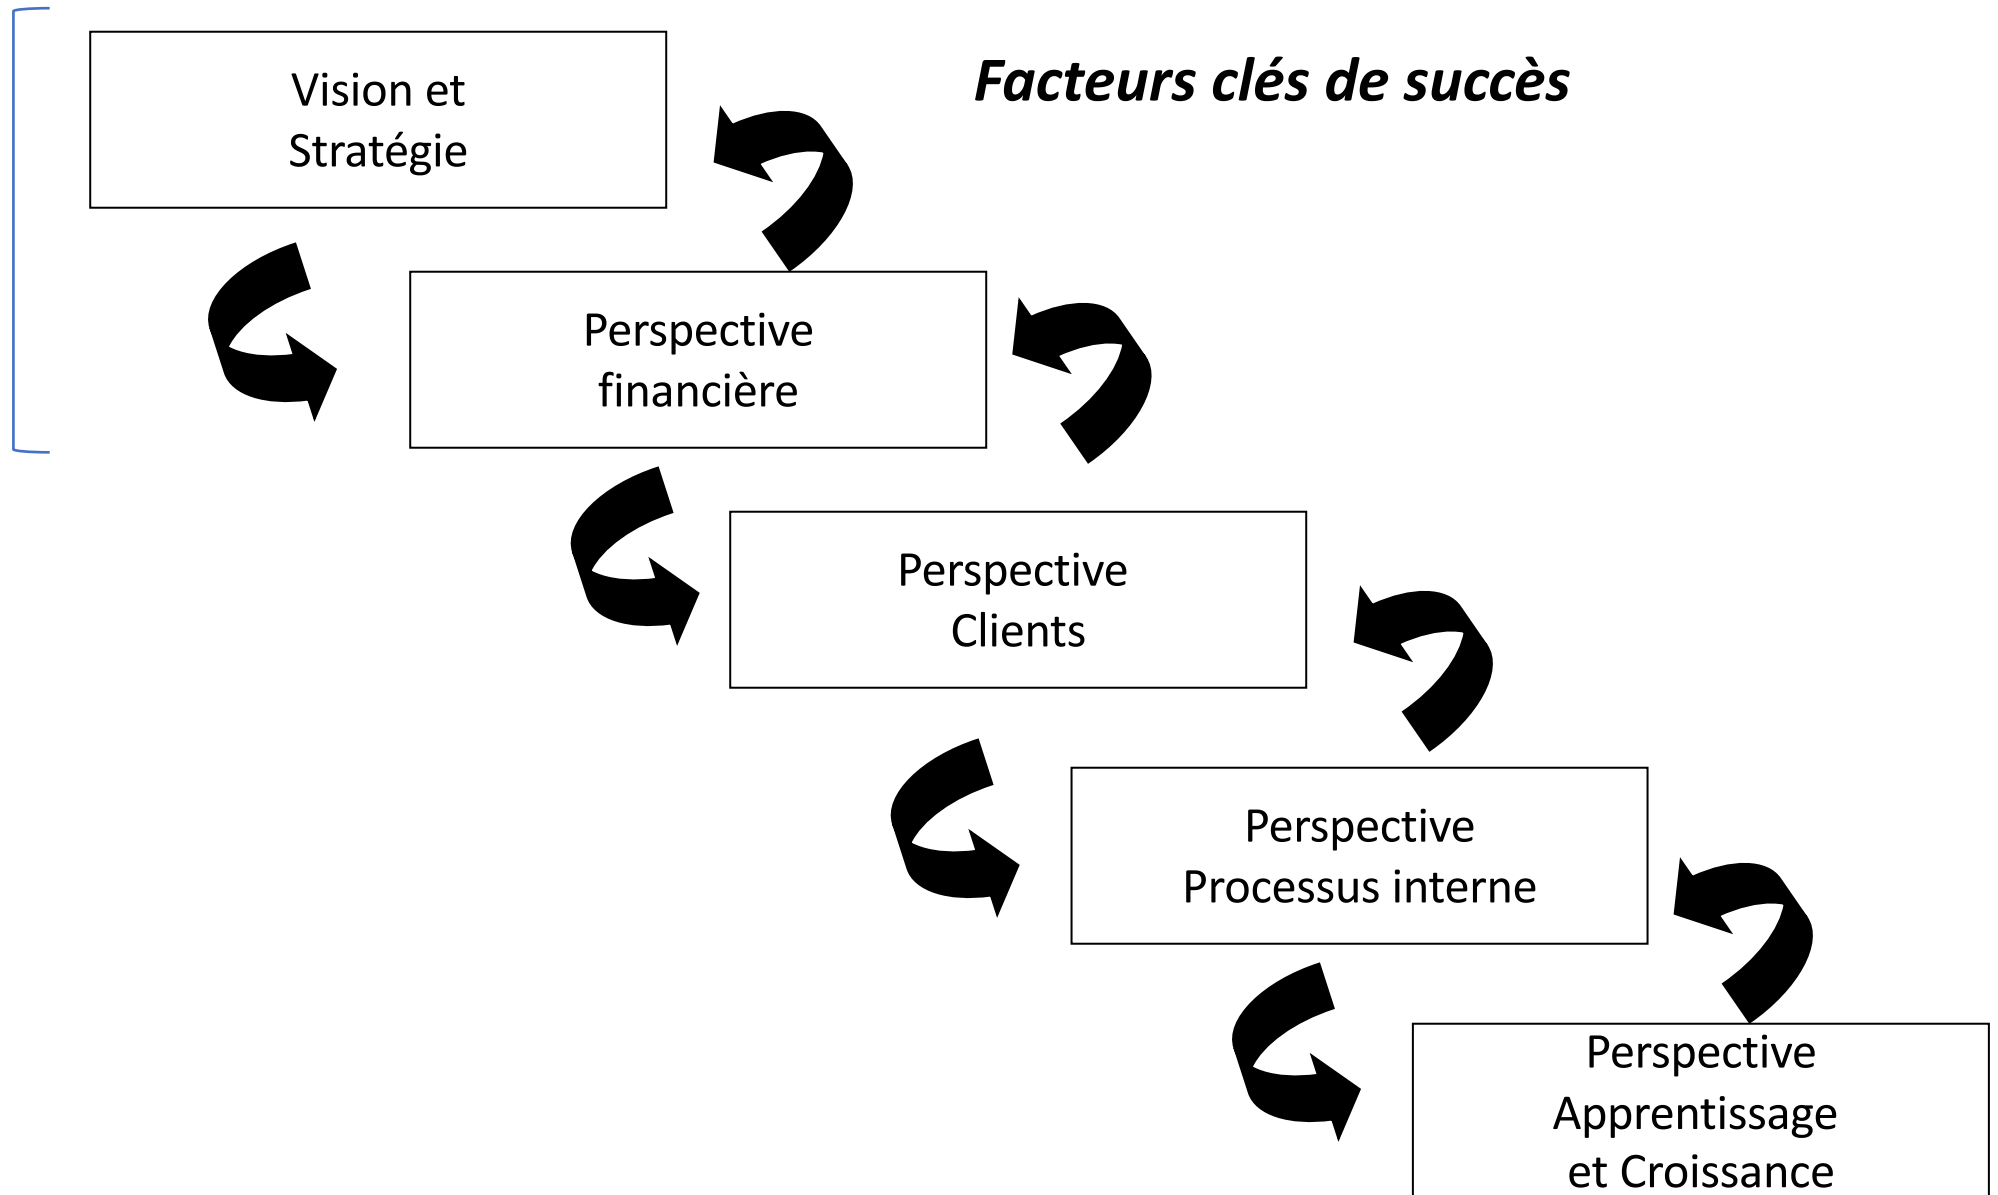 Vision et
Stratégie
Facteurs clés de succès
Perspective
financière
Perspective
Clients
Perspective
Processus interne
Perspective
Apprentissage
et Croissance